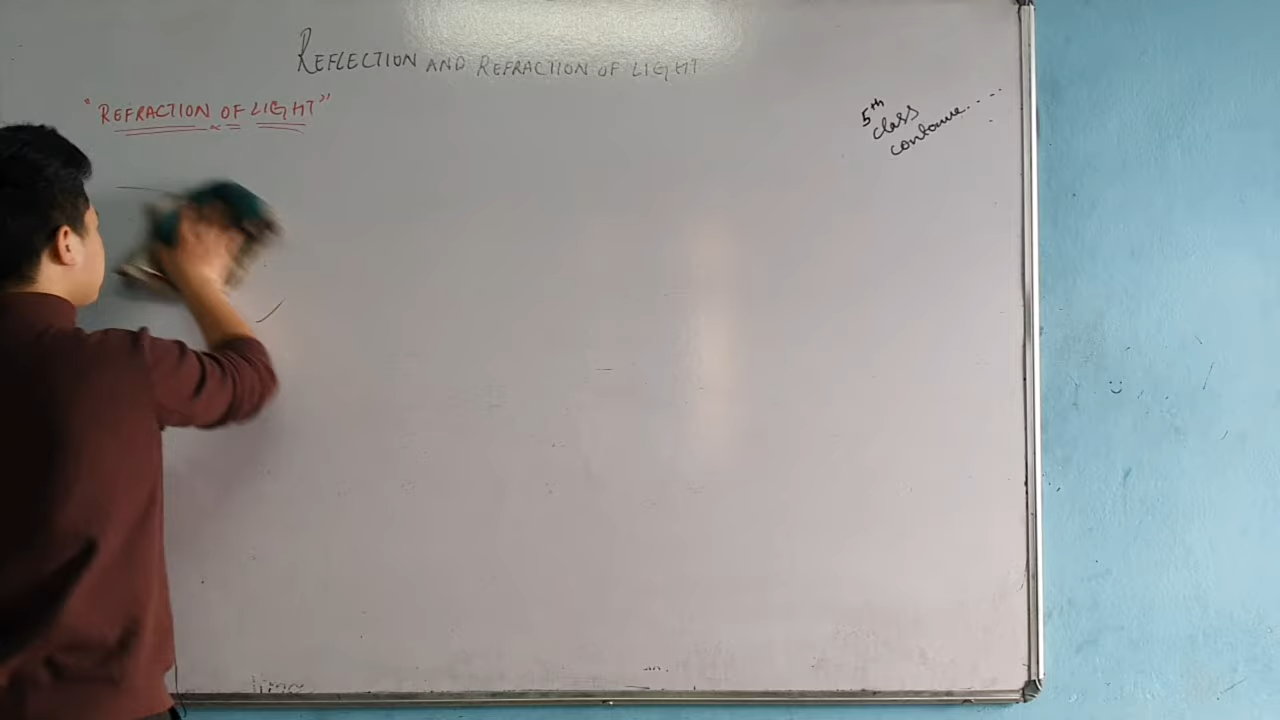 REFLECTION AND REFRACTION OF LIGHT
"REFRACTION OF LIGHT"
5th
class
continue.....